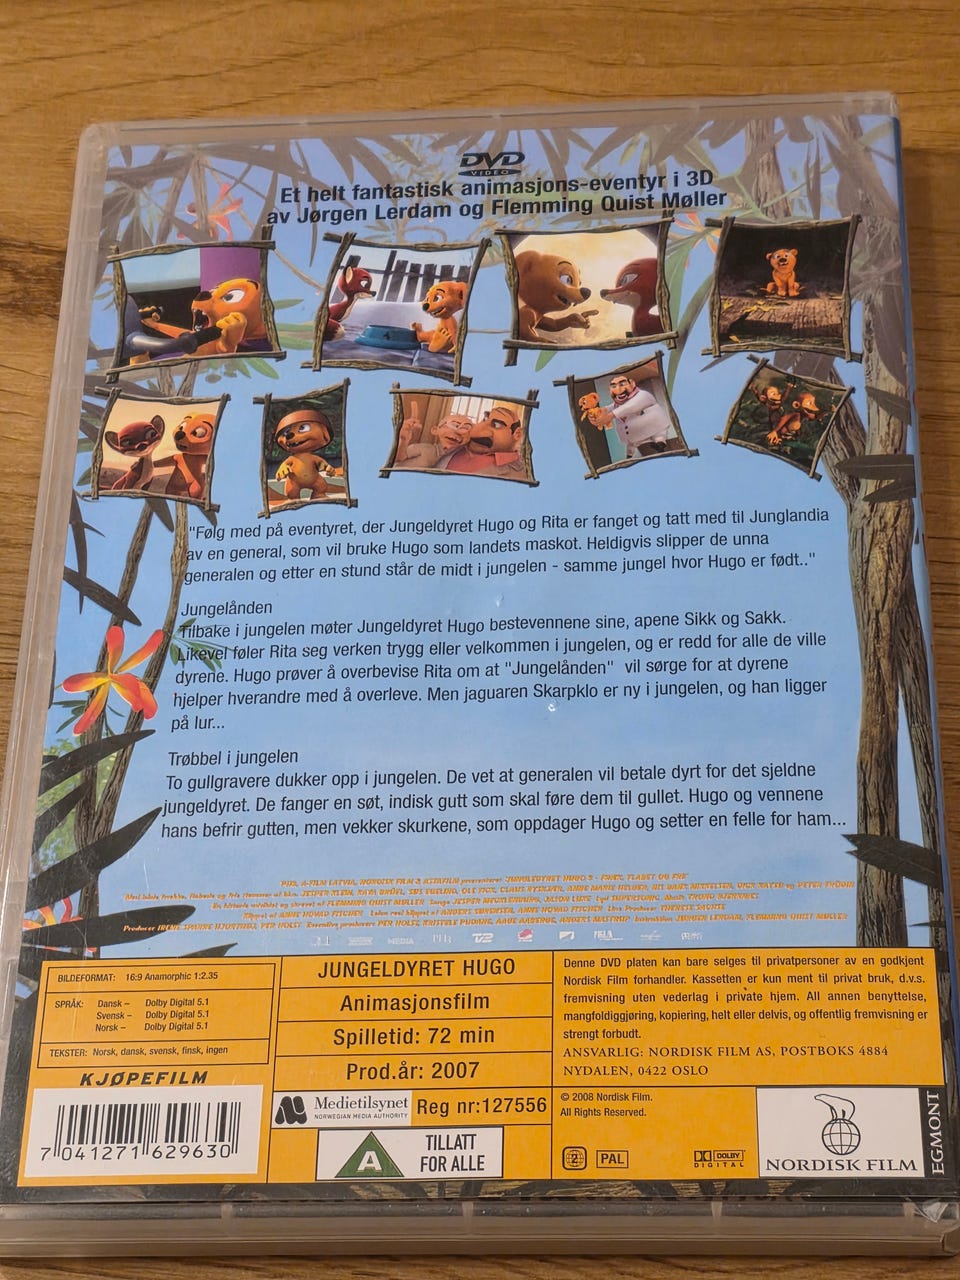 DVD
VIDEO
Et helt fantastisk animasjons-eventyr i 3D
av Jørgen Lerdam og Flemming Quist Møller
"Følg med på eventyret, der Jungeldyret Hugo og Rita er fanget og tatt med til Junglandia
av en general, som vil bruke Hugo som landets maskot. Heldigvis slipper de unna
generalen og etter en stund står de midt i jungelen - samme jungel hvor Hugo er født.."
Jungelånden
Tilbake i jungelen møter Jungeldyret Hugo bestevennene sine, apene Sikk og Sakk.
Likevel føler Rita seg verken trygg eller velkommen i jungelen, og er redd for alle de ville
dyrene. Hugo prøver å overbevise Rita om at "Jungelånden" vil sørge for at dyrene
hjelper hverandre med å overleve. Men jaguaren Skarpklo er ny i jungelen, og han ligger
på lur...
Trøbbel i jungelen
To gullgravere dukker opp i jungelen. De vet at generalen vil betale dyrt for det sjeldne
jungeldyret. De fanger en søt, indisk gutt som skal føre dem til gullet. Hugo og vennene
hans befrir gutten, men vekker skurkene, som oppdager Hugo og setter en felle for ham...
BILDEFORMAT: 16:9 Anamorphic 1:2.35
SPRÅK: Dansk – Dolby Digital 5.1
Svensk – Dolby Digital 5.1
Norsk – Dolby Digital 5.1
TEKSTER: Norsk, dansk, svensk, finsk, ingen
KJØPEFILM
7 041271 629630
JUNGELDYRET HUGO
Animasjonsfilm
Spilletid: 72 min
Prod.år: 2007
Medietilsynet
NORWEGIAN MEDIA AUTHORITY
Reg nr:127556
A
TILLATT
FOR ALLE
Denne DVD platen kan bare selges til privatpersoner av en godkjent
Nordisk Film forhandler. Kassetten er kun ment til privat bruk, d.v.s.
fremvisning uten vederlag i private hjem. All annen benyttelse,
mangfoldiggjøring, kopiering, helt eller delvis, og offentlig fremvisning er
strengt forbudt.
ANSVARLIG: NORDISK FILM AS, POSTBOKS 4884
NYDALEN, 0422 OSLO
© 2008 Nordisk Film.
All Rights Reserved.
2
PAL
DOLBY
DIGITAL
NORDISK FILM
EGMONT